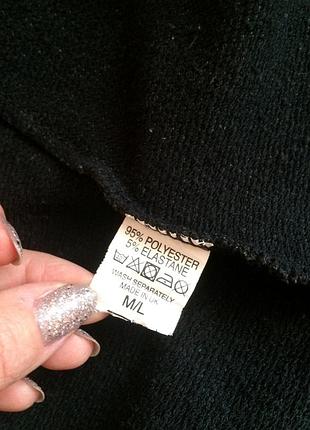 95% POLYESTER
5% ELASTANE
WASH SEPARATELY
MADE IN UK
M/L